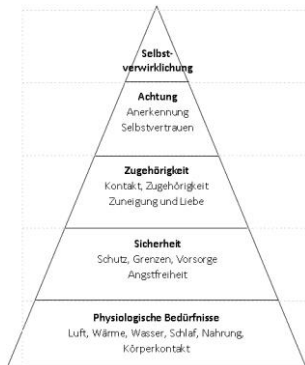 Selbst-
verwirklichung
Achtung
Anerkennung
Selbstvertrauen
Zugehörigkeit
Kontakt, Zugehörigkeit
Zuneigung und Liebe
Sicherheit
Schutz, Grenzen, Vorsorge
Angstfreiheit
Physiologische Bedürfnisse
Luft, Wärme, Wasser, Schlaf, Nahrung,
Körperkontakt